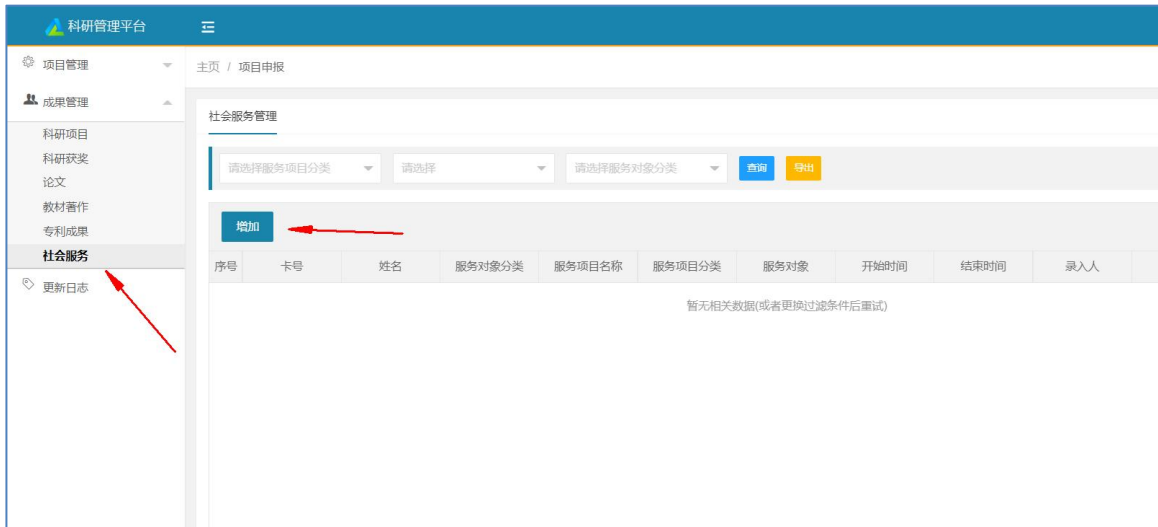 科研管理平台
项目管理
成果管理
科研项目
科研获奖
论文
教材著作
专利成果
社会服务
更新日志
主页 / 项目申报
社会服务管理
请选择服务项目分类 请选择 请选择服务对象分类 查询 导出
增加
序号 卡号 姓名 服务对象分类 服务项目名称 服务项目分类 服务对象 开始时间 结束时间 录入人
暂无相关数据(或者更换过滤条件后重试)